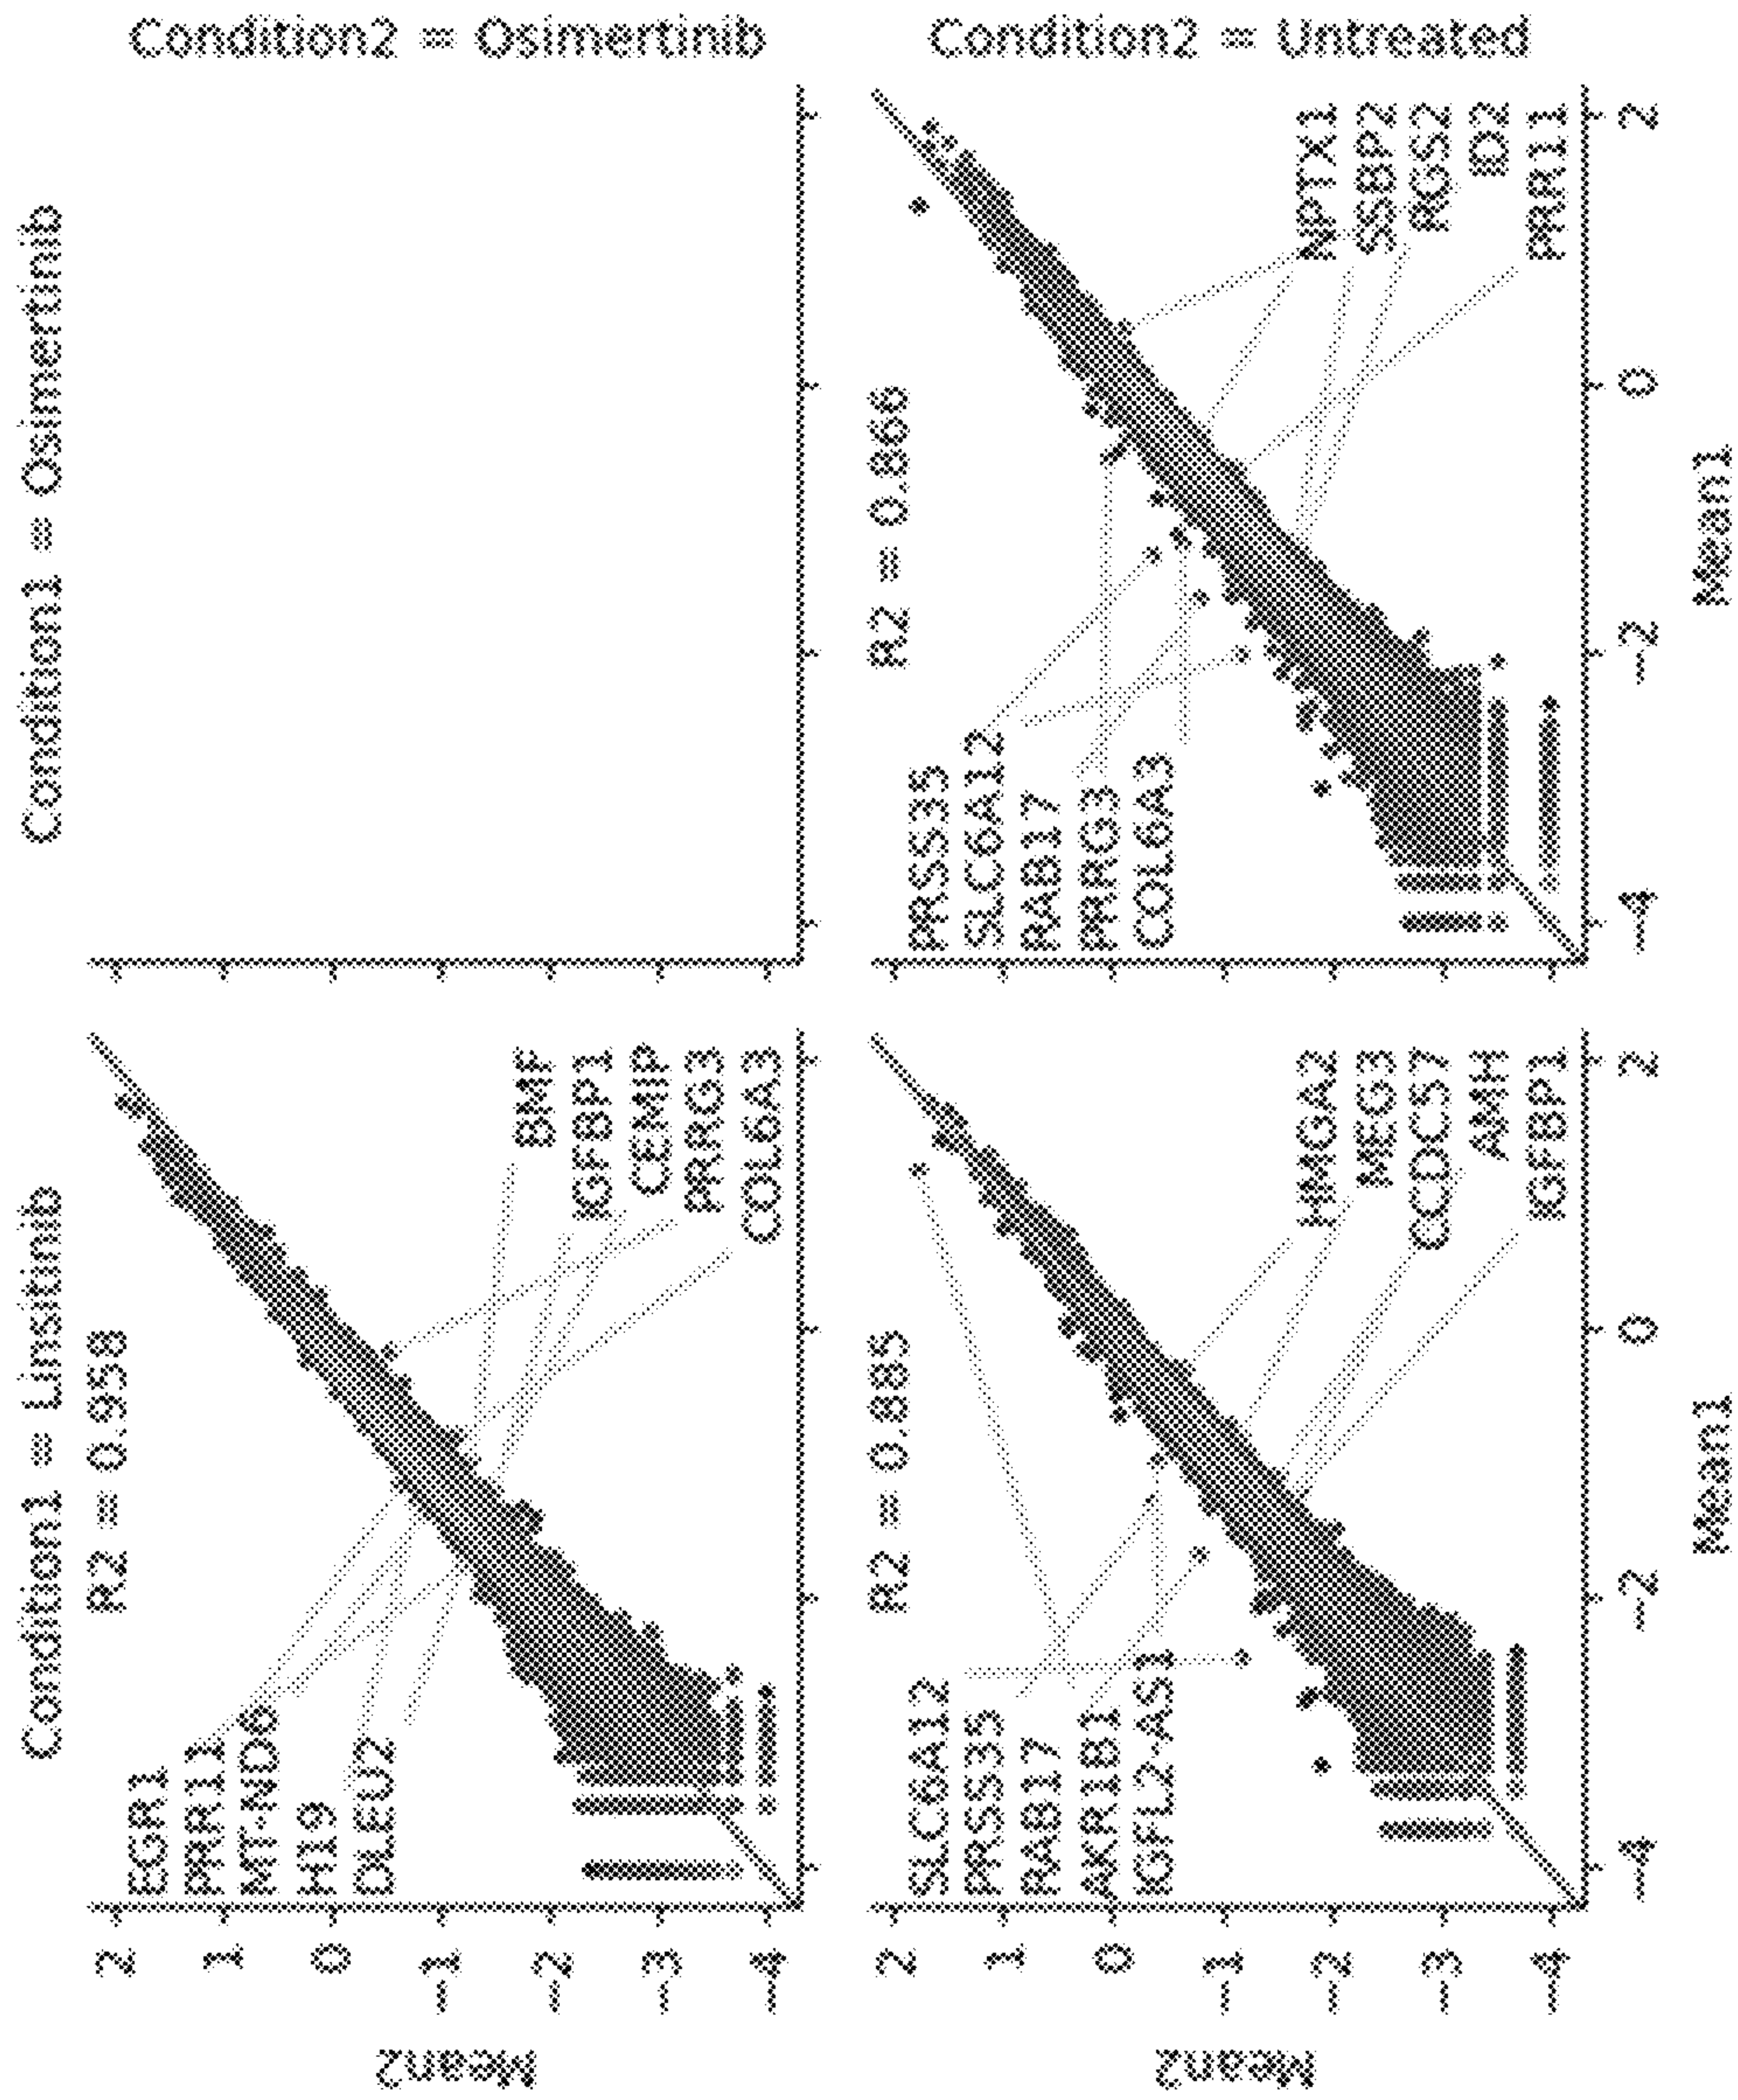 Condition1 = Linsitinib
Condition1 = Osimertinib
Condition2 = Osimertinib
Condition2 = Untreated
R2 = 0.958
EGR1
PRR11
MT-ND6
H19
DLEU2
BMF
IGFBP1
CEMIP
PRRG3
COL6A3
2
1
0
−1
−2
−3
−4
Mean2
R2 = 0.885
SLC6A12
PRSS35
RAB17
AKR1B1
IGFL2-AS1
HMGA2
MEG3
CCDC57
AMH
IGFBP1
2
1
0
−1
−2
−3
−4
Mean2
−4
−2
0
2
Mean1
R2 = 0.866
PRSS35
SLC6A12
RAB17
PRRG3
COL6A3
NPTX1
SSBP2
RGS2
ID2
PRR11
−4
−2
0
2
Mean1